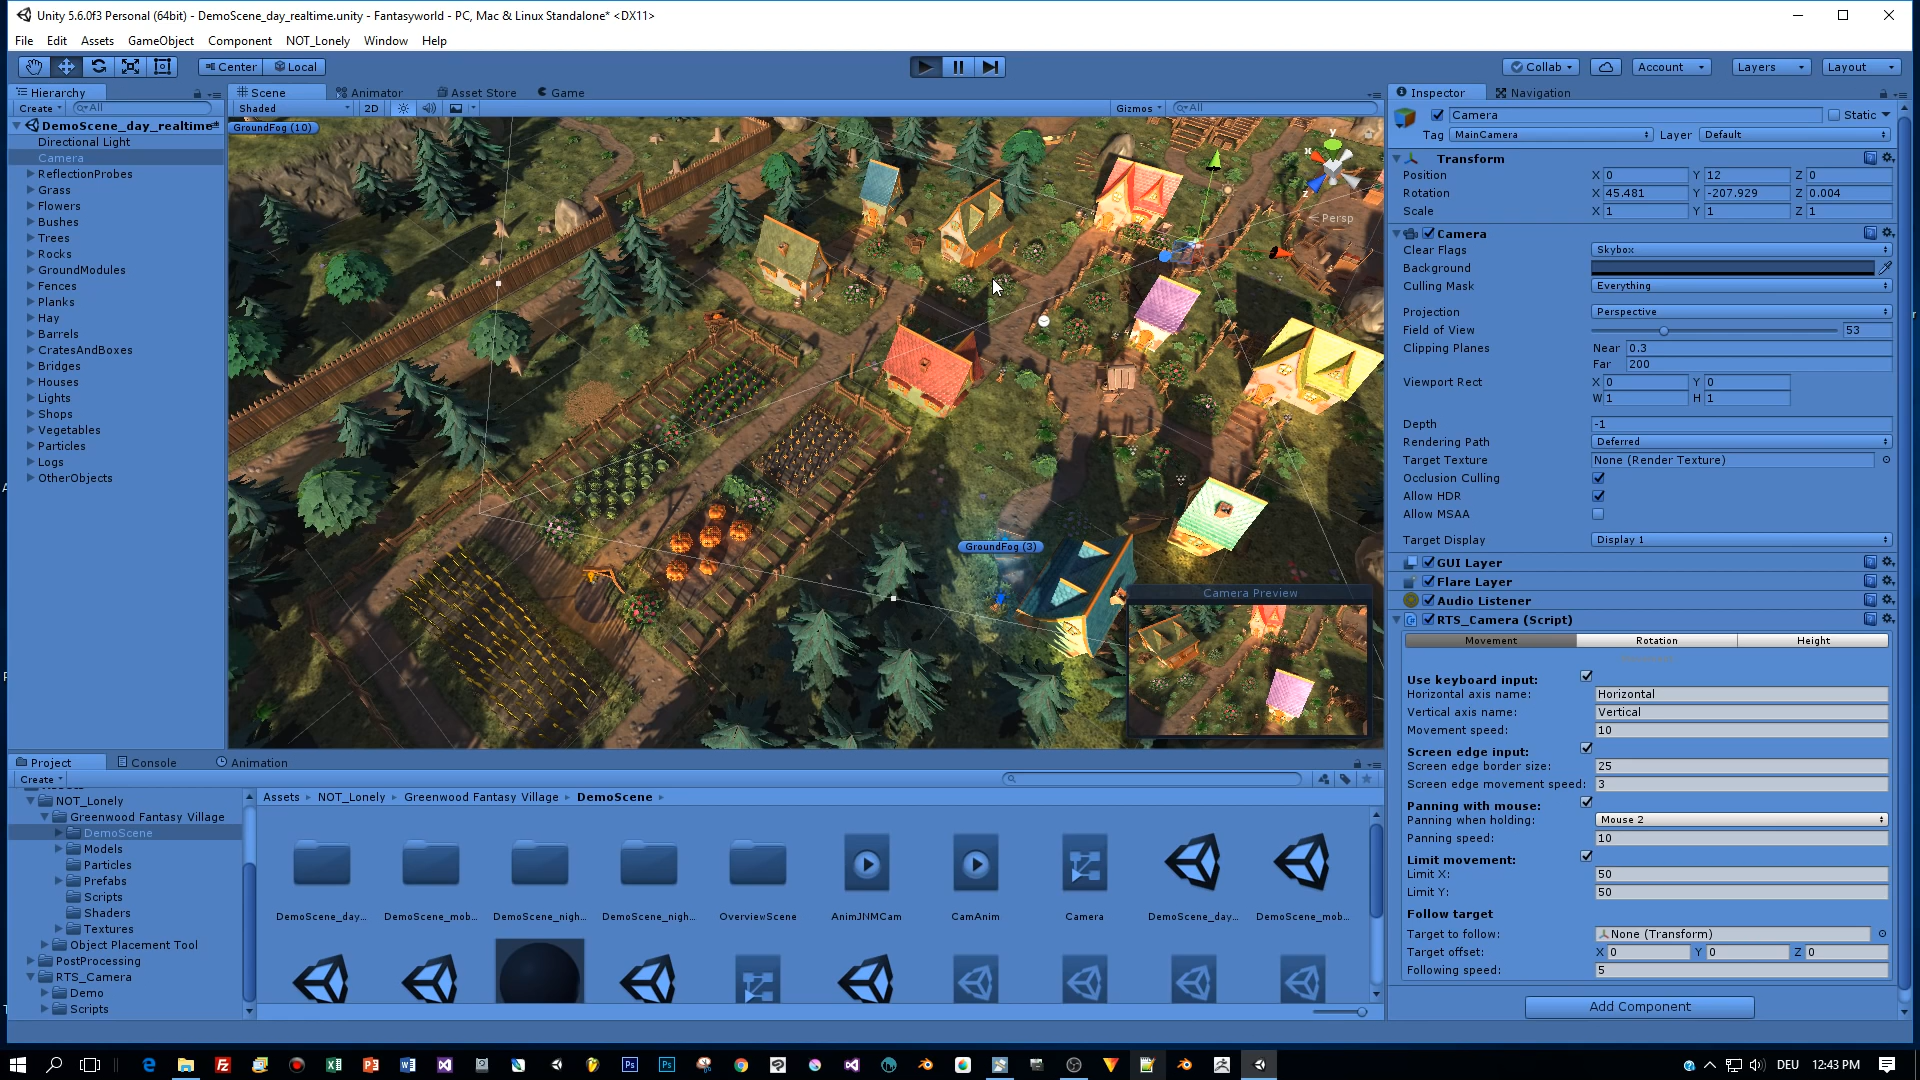 Unity 5.6.0f3 Personal (64bit) - DemoScene_day_realtime.unity - Fantasyworld - PC, Mac & Linux Standalone* <DX11>
File Edit Assets GameObject Component NOT_Lonely Window Help
Center Local Collab Account Layers Layout
Hierarchy
Create All
DemoScene_day_realtime
Directional Light
Camera
ReflectionProbes
Grass
Flowers
Bushes
Trees
Rocks
GroundModules
Fences
Planks
Hay
Barrels
CratesAndBoxes
Bridges
Houses
Lights
Shops
Vegetables
Particles
Logs
OtherObjects
Scene Animator Asset Store Game
Shaded 2D Gizmos All
GroundFog (10)
y
x
z
Persp
GroundFog (3)
Camera Preview
Inspector Navigation
Camera Static
Tag MainCamera Layer Default
Transform
Position X 0 Y 12 Z 0
Rotation X 45.481 Y -207.929 Z 0.004
Scale X 1 Y 1 Z 1
Camera
Clear Flags Skybox
Background
Culling Mask Everything
Projection Perspective
Field of View 53
Clipping Planes Near 0.3
Far 200
Viewport Rect X 0 Y 0
W 1 H 1
Depth -1
Rendering Path Deferred
Target Texture None (Render Texture)
Occlusion Culling
Allow HDR
Allow MSAA
Target Display Display 1
GUI Layer
Flare Layer
Audio Listener
RTS_Camera (Script)
Movement Rotation Height
Use keyboard input:
Horizontal axis name: Horizontal
Vertical axis name: Vertical
Movement speed: 10
Screen edge input:
Screen edge border size: 25
Screen edge movement speed: 3
Panning with mouse:
Panning when holding: Mouse 2
Panning speed: 10
Limit movement:
Limit X: 50
Limit Y: 50
Follow target
Target to follow: None (Transform)
Target offset: X 0 Y 0 Z 0
Following speed: 5
Add Component
Project Console Animation
Create
NOT_Lonely
Greenwood Fantasy Village
DemoScene
Models
Particles
Prefabs
Scripts
Shaders
Textures
Object Placement Tool
PostProcessing
RTS_Camera
Demo
Scripts
Assets NOT_Lonely Greenwood Fantasy Village DemoScene
DemoScene_day... DemoScene_mob... DemoScene_nigh... DemoScene_nigh... OverviewScene AnimJNMCam CamAnim Camera DemoScene_day... DemoScene_mob...
DEU 12:43 PM